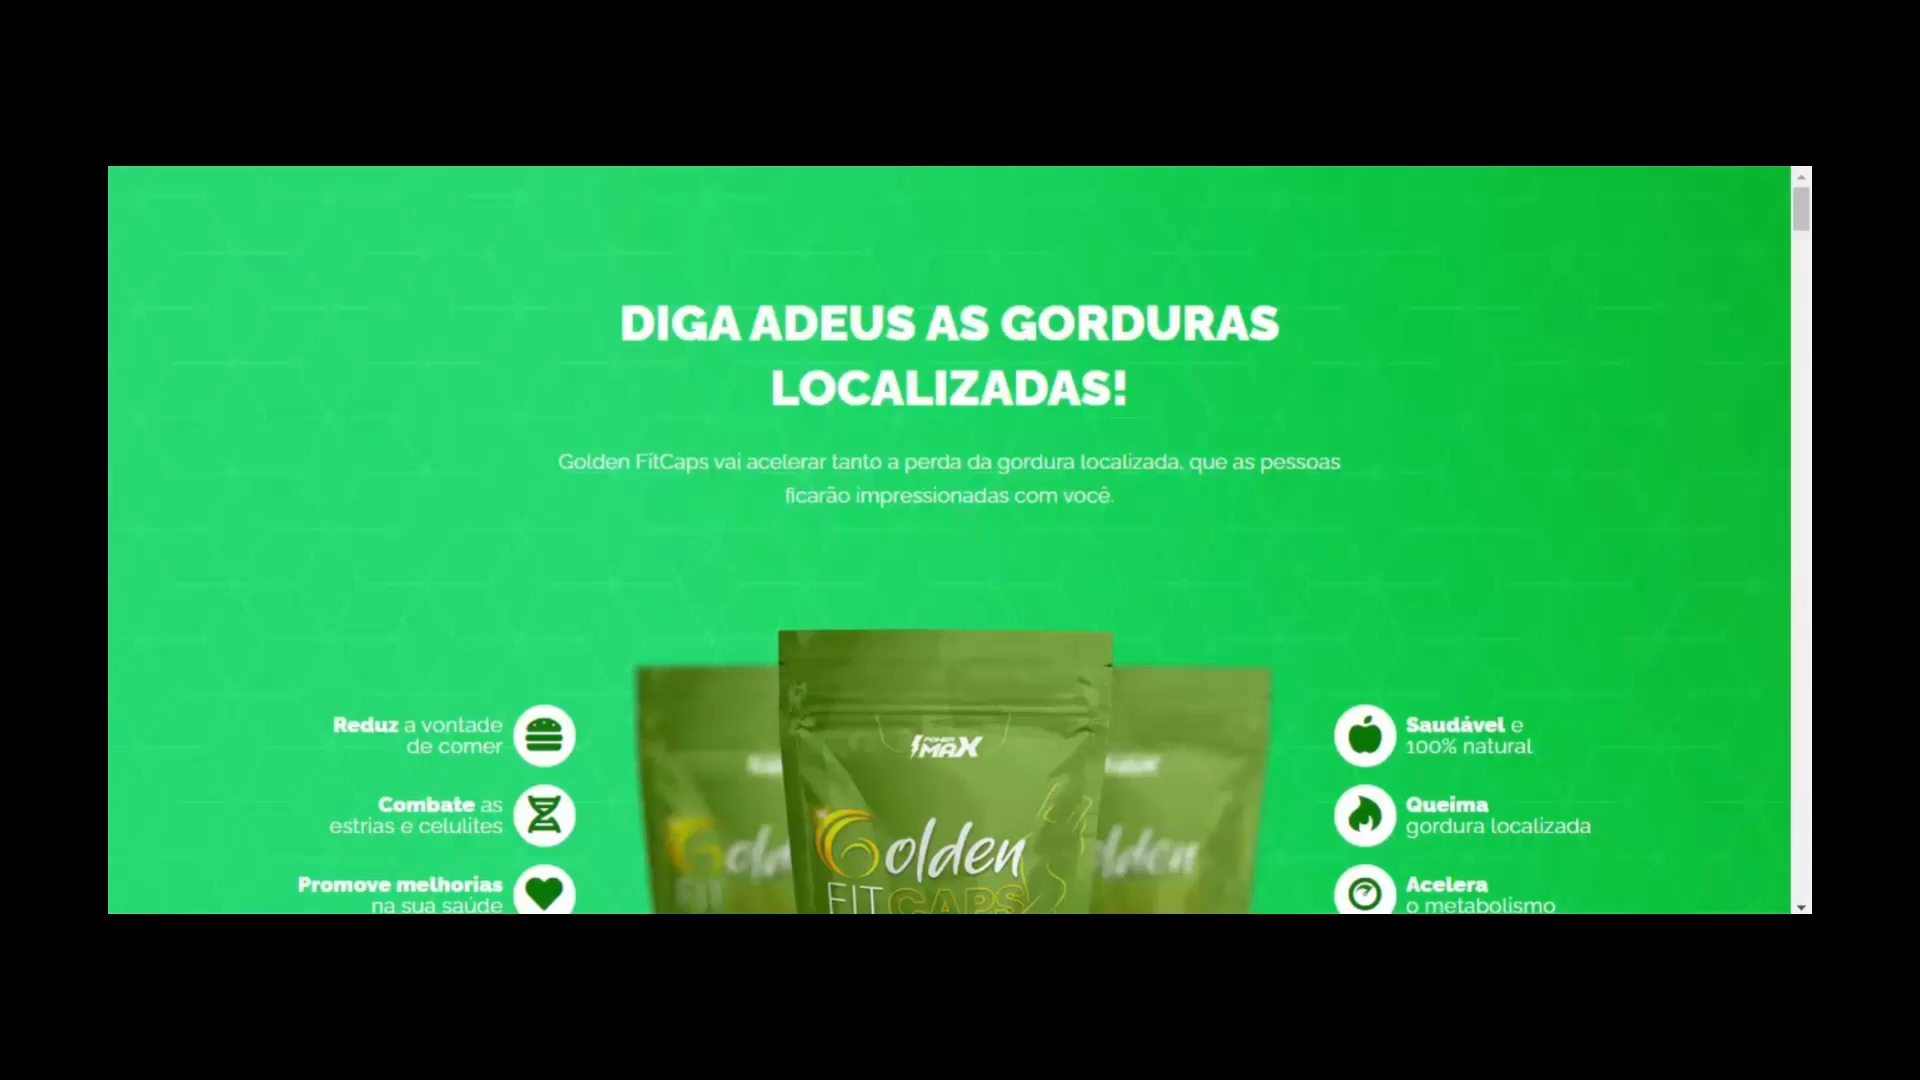 DIGA ADEUS AS GORDURAS
LOCALIZADAS!
Golden FitCaps vai acelerar tanto a perda da gordura localizada, que as pessoas
ficarão impressionadas com você.
Reduz a vontade
de comer
Combate as
estrias e celulites
Promove melhorias
na sua saúde
POWER
MAX
Golden
FITCAPS
Saudável e
100% natural
Queima
gordura localizada
Acelera
o metabolismo